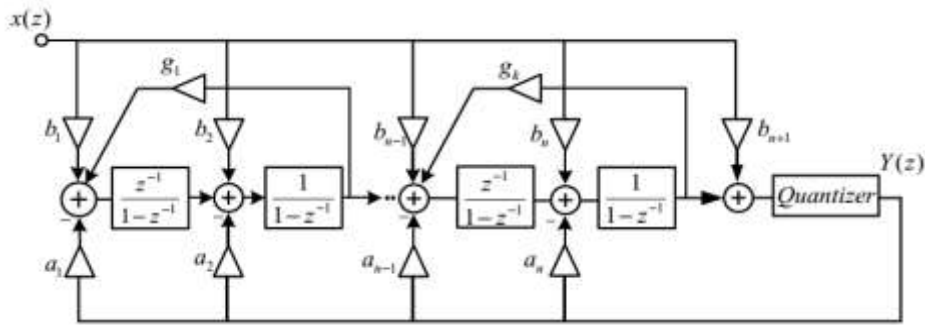 x(z)
g₁
gₖ
b₁
b₂
bₙ₋₁
bₙ
bₙ₊₁
Y(z)
+
z⁻¹
1−z⁻¹
+
1
1−z⁻¹
+
z⁻¹
1−z⁻¹
+
1
1−z⁻¹
+
Quantizer
−
−
−
−
a₁
a₂
aₙ₋₁
aₙ